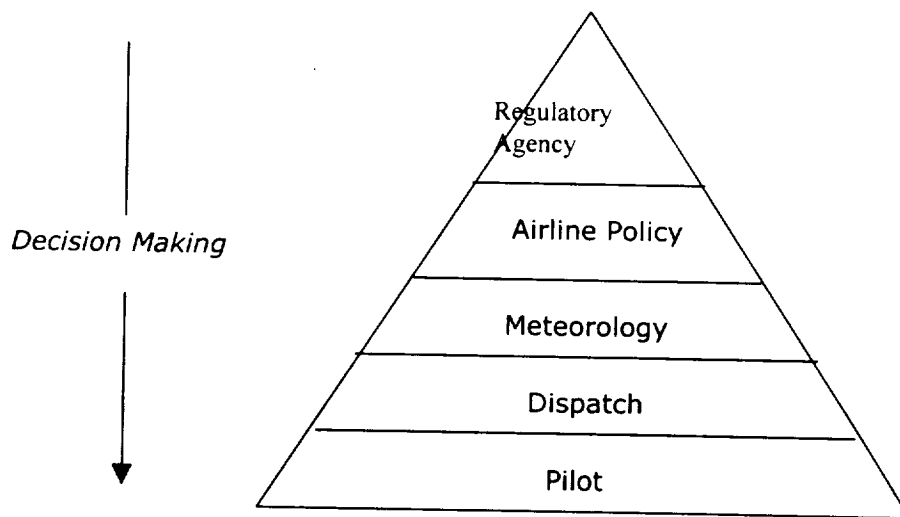 Regulatory
Agency
Airline Policy
Decision Making
Meteorology
Dispatch
Pilot